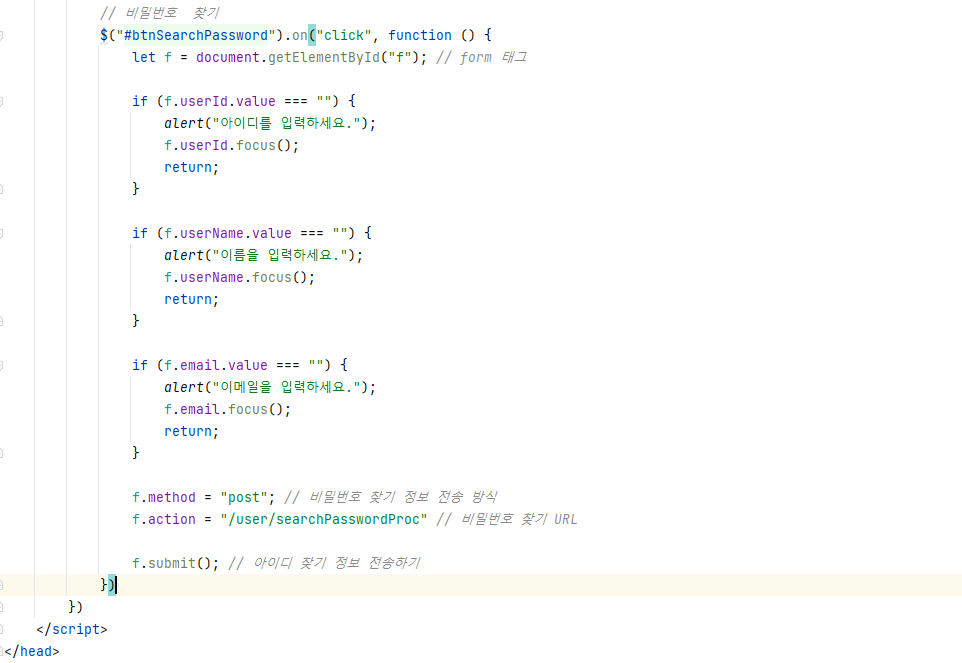 // 비밀번호  찾기
$("#btnSearchPassword").on("click", function () {
let f = document.getElementById("f"); // form 태그
if (f.userId.value === "") {
alert("아이디를 입력하세요.");
f.userId.focus();
return;
}
if (f.userName.value === "") {
alert("이름을 입력하세요.");
f.userName.focus();
return;
}
if (f.email.value === "") {
alert("이메일을 입력하세요.");
f.email.focus();
return;
}
f.method = "post"; // 비밀번호 찾기 정보 전송 방식
f.action = "/user/searchPasswordProc" // 비밀번호 찾기 URL
f.submit(); // 아이디 찾기 정보 전송하기
})
})
</script>
</head>